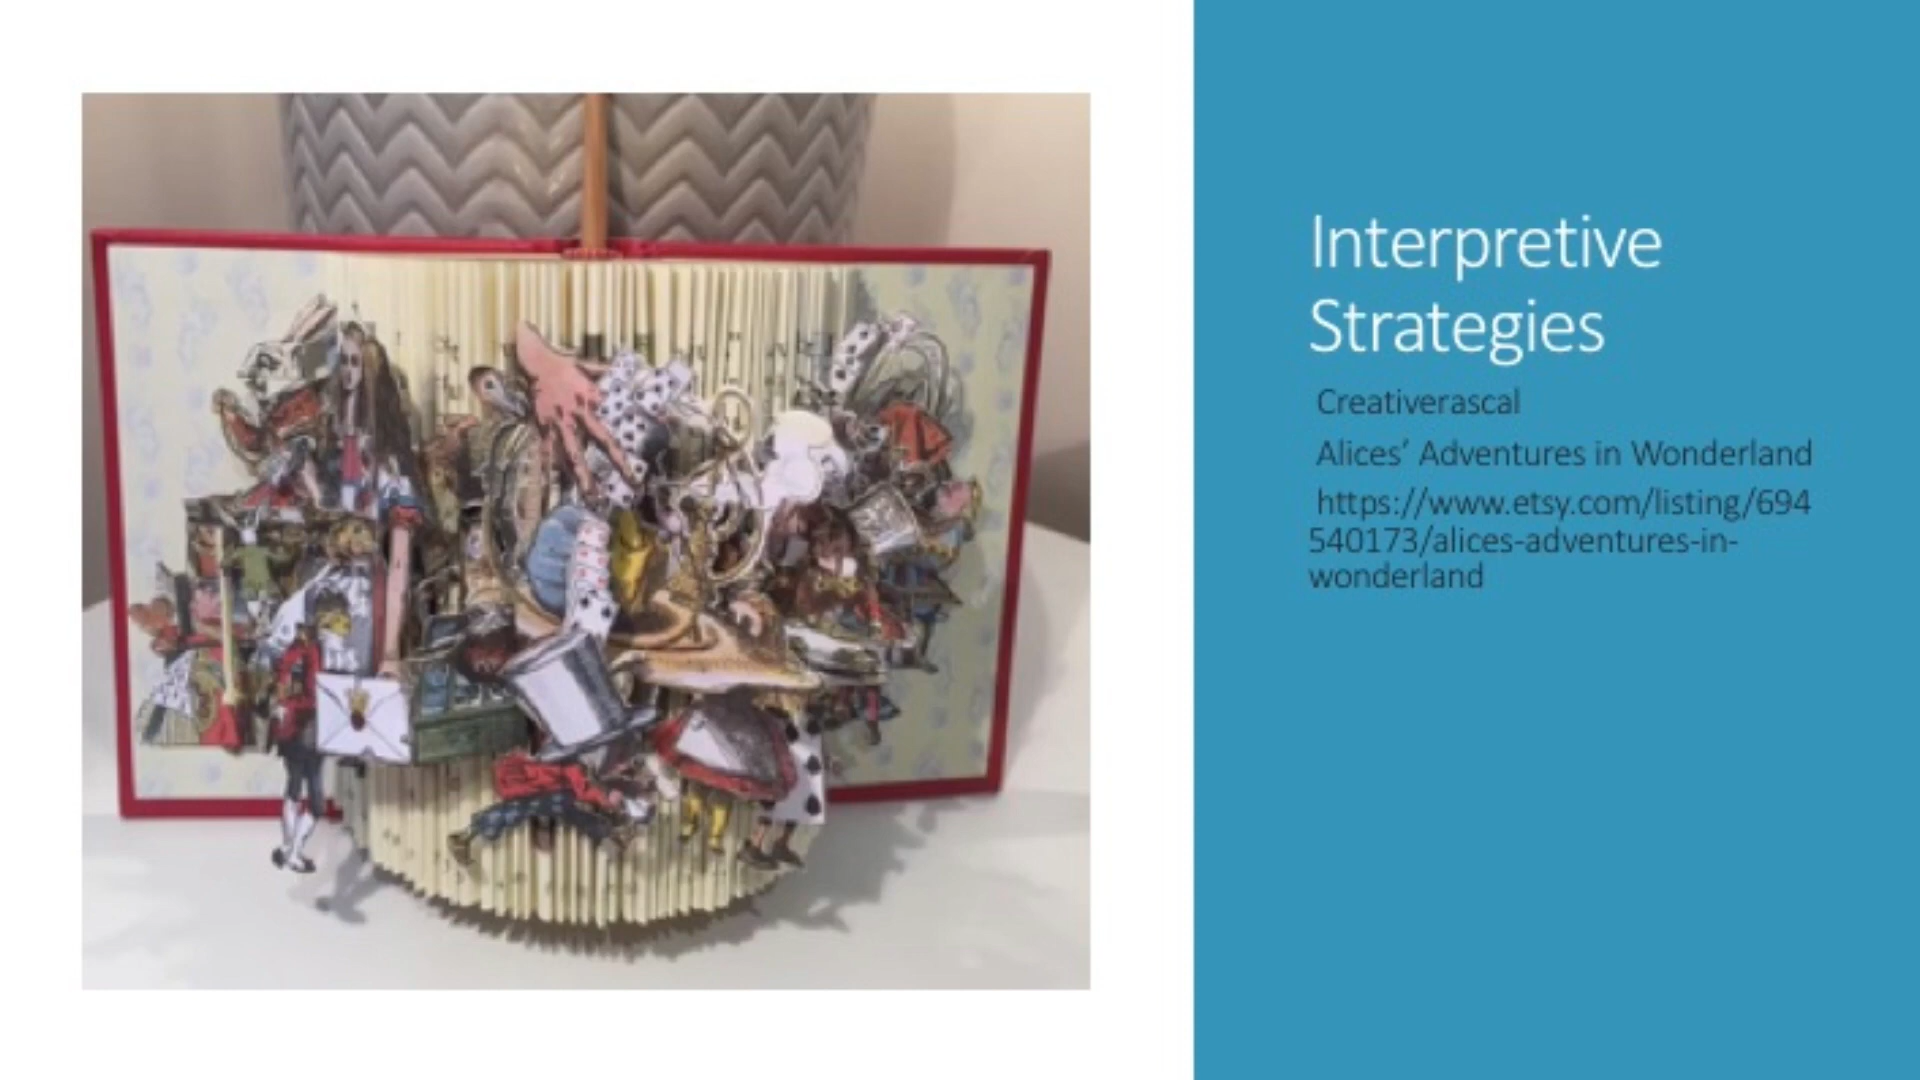 Interpretive
Strategies
Creativerascal
Alices’ Adventures in Wonderland
https://www.etsy.com/listing/694
540173/alices-adventures-in-
wonderland